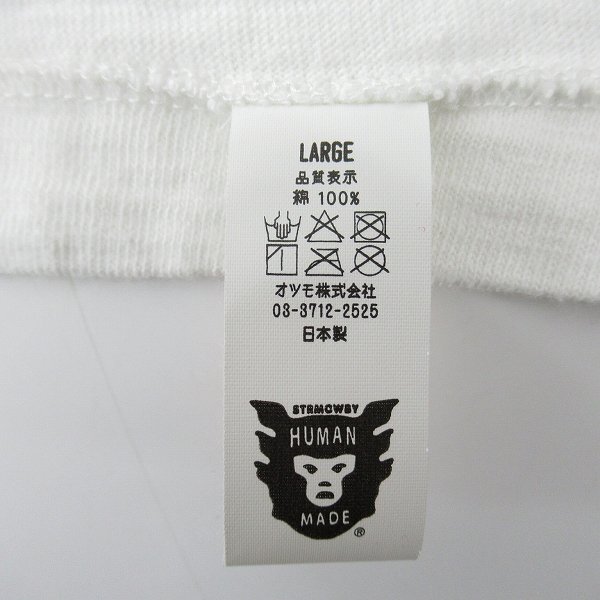 LARGE
品質表示
綿 100%
オツモ株式会社
03-3712-2525
日本製
STRMCWBY
HUMAN
MADE
®